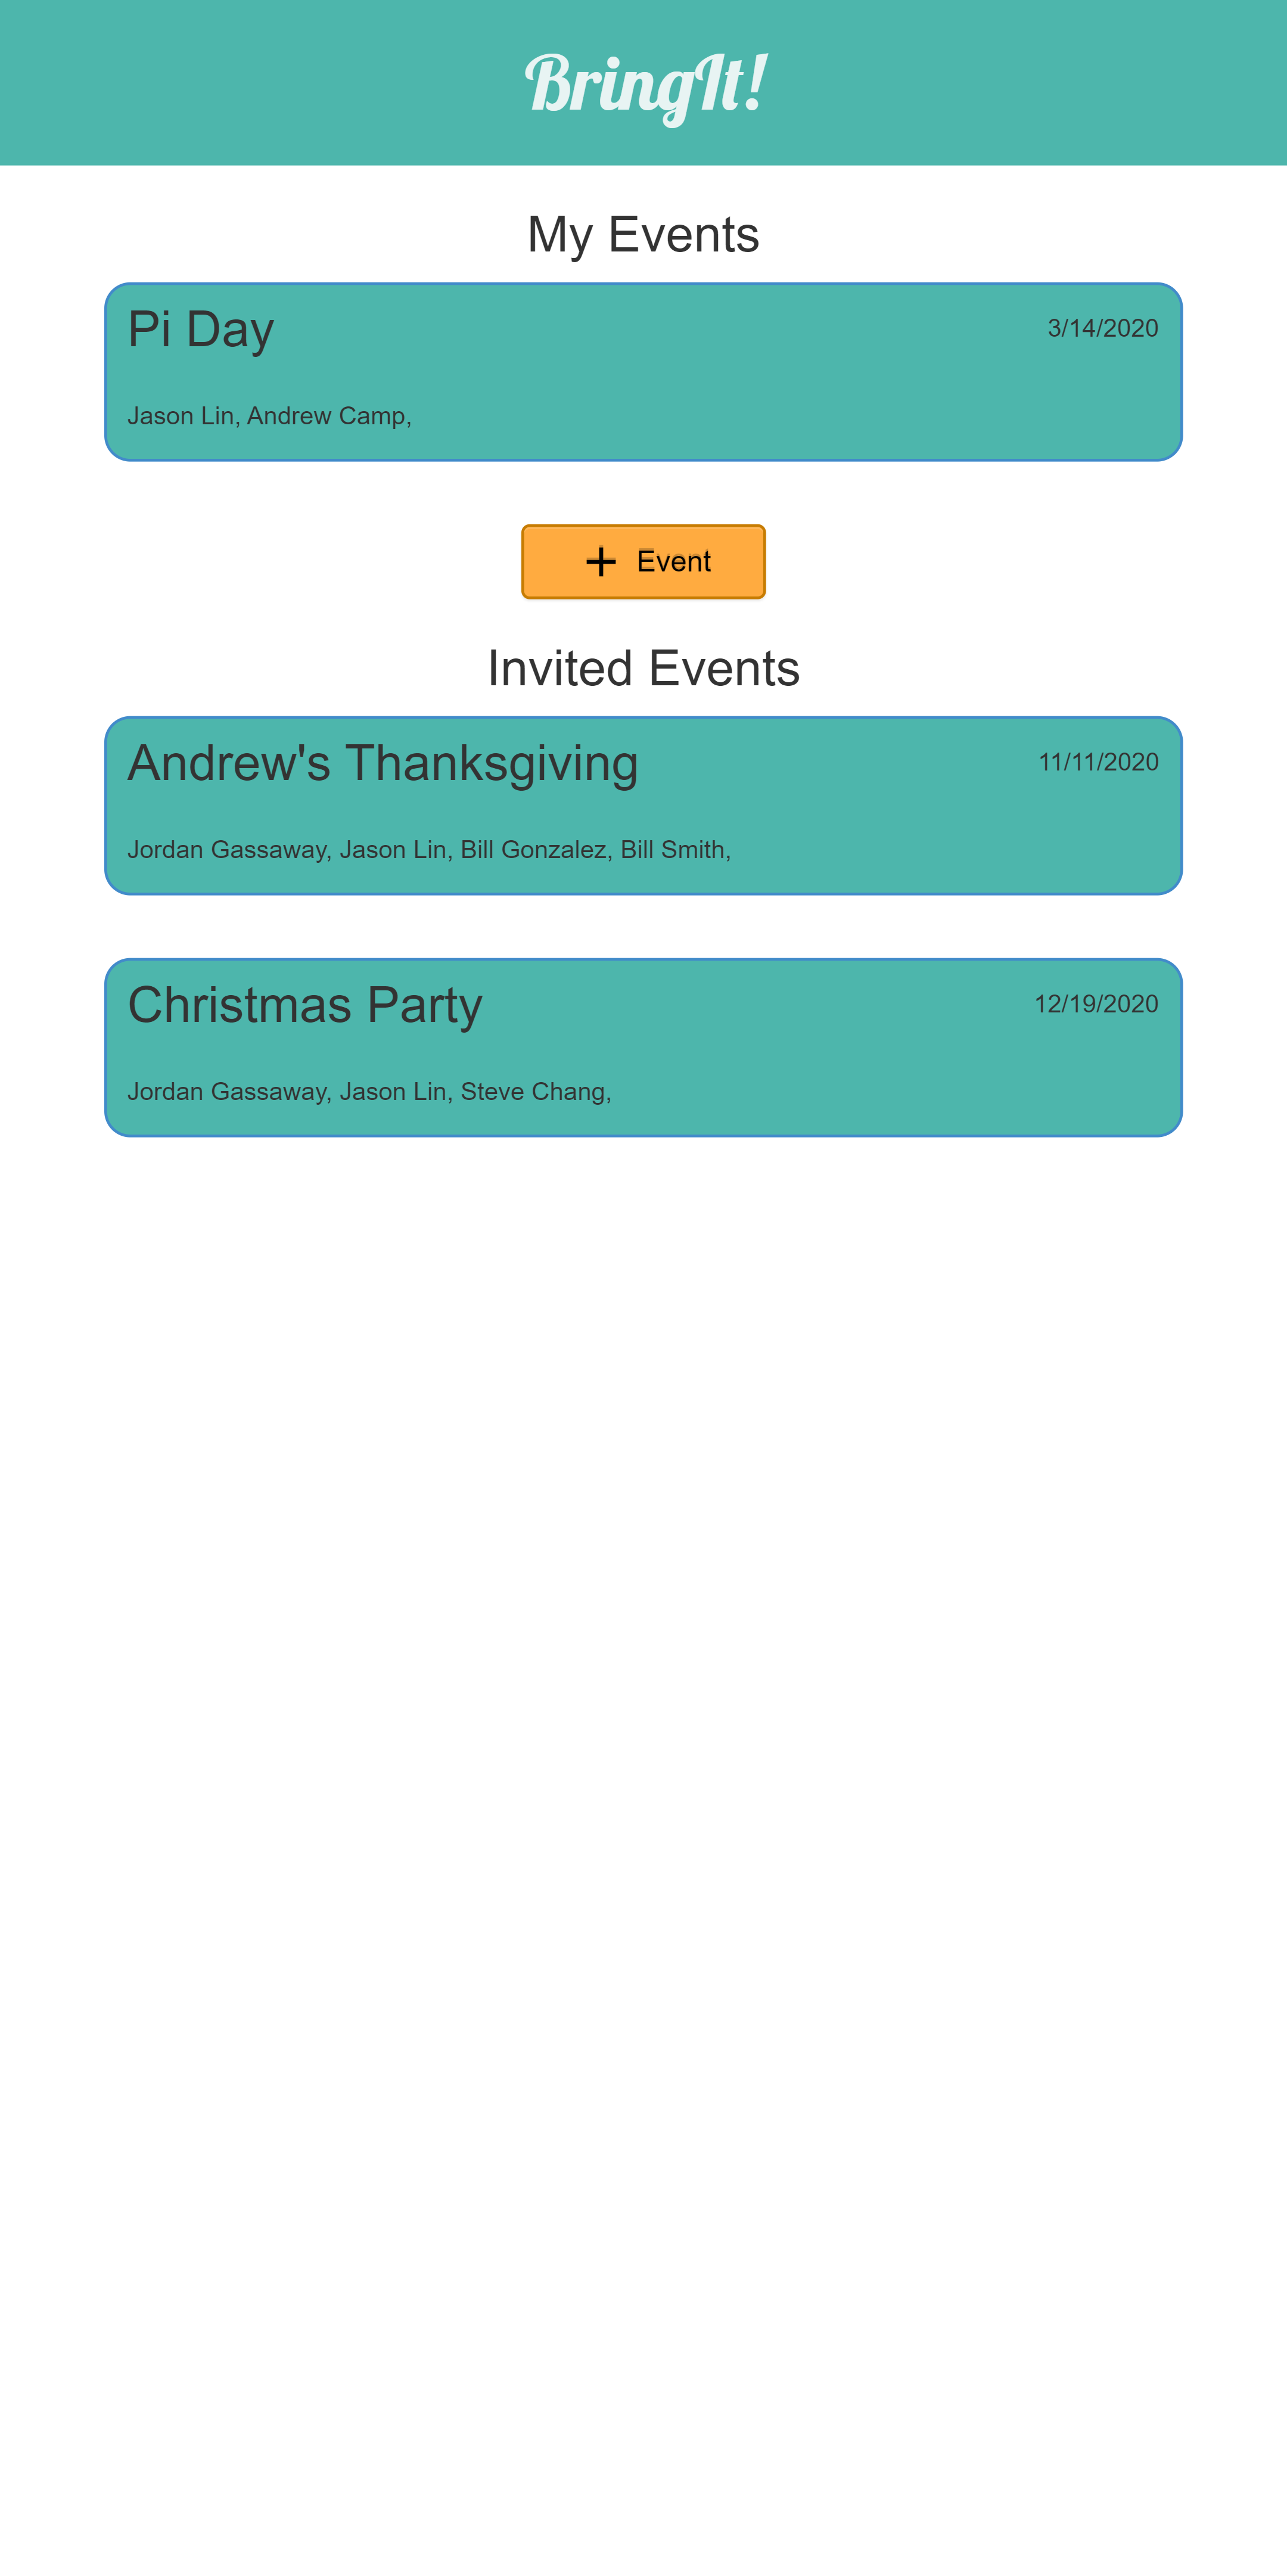 BringIt!
My Events
Pi Day 3/14/2020
Jason Lin, Andrew Camp,
+ Event
Invited Events
Andrew's Thanksgiving 11/11/2020
Jordan Gassaway, Jason Lin, Bill Gonzalez, Bill Smith,
Christmas Party 12/19/2020
Jordan Gassaway, Jason Lin, Steve Chang,